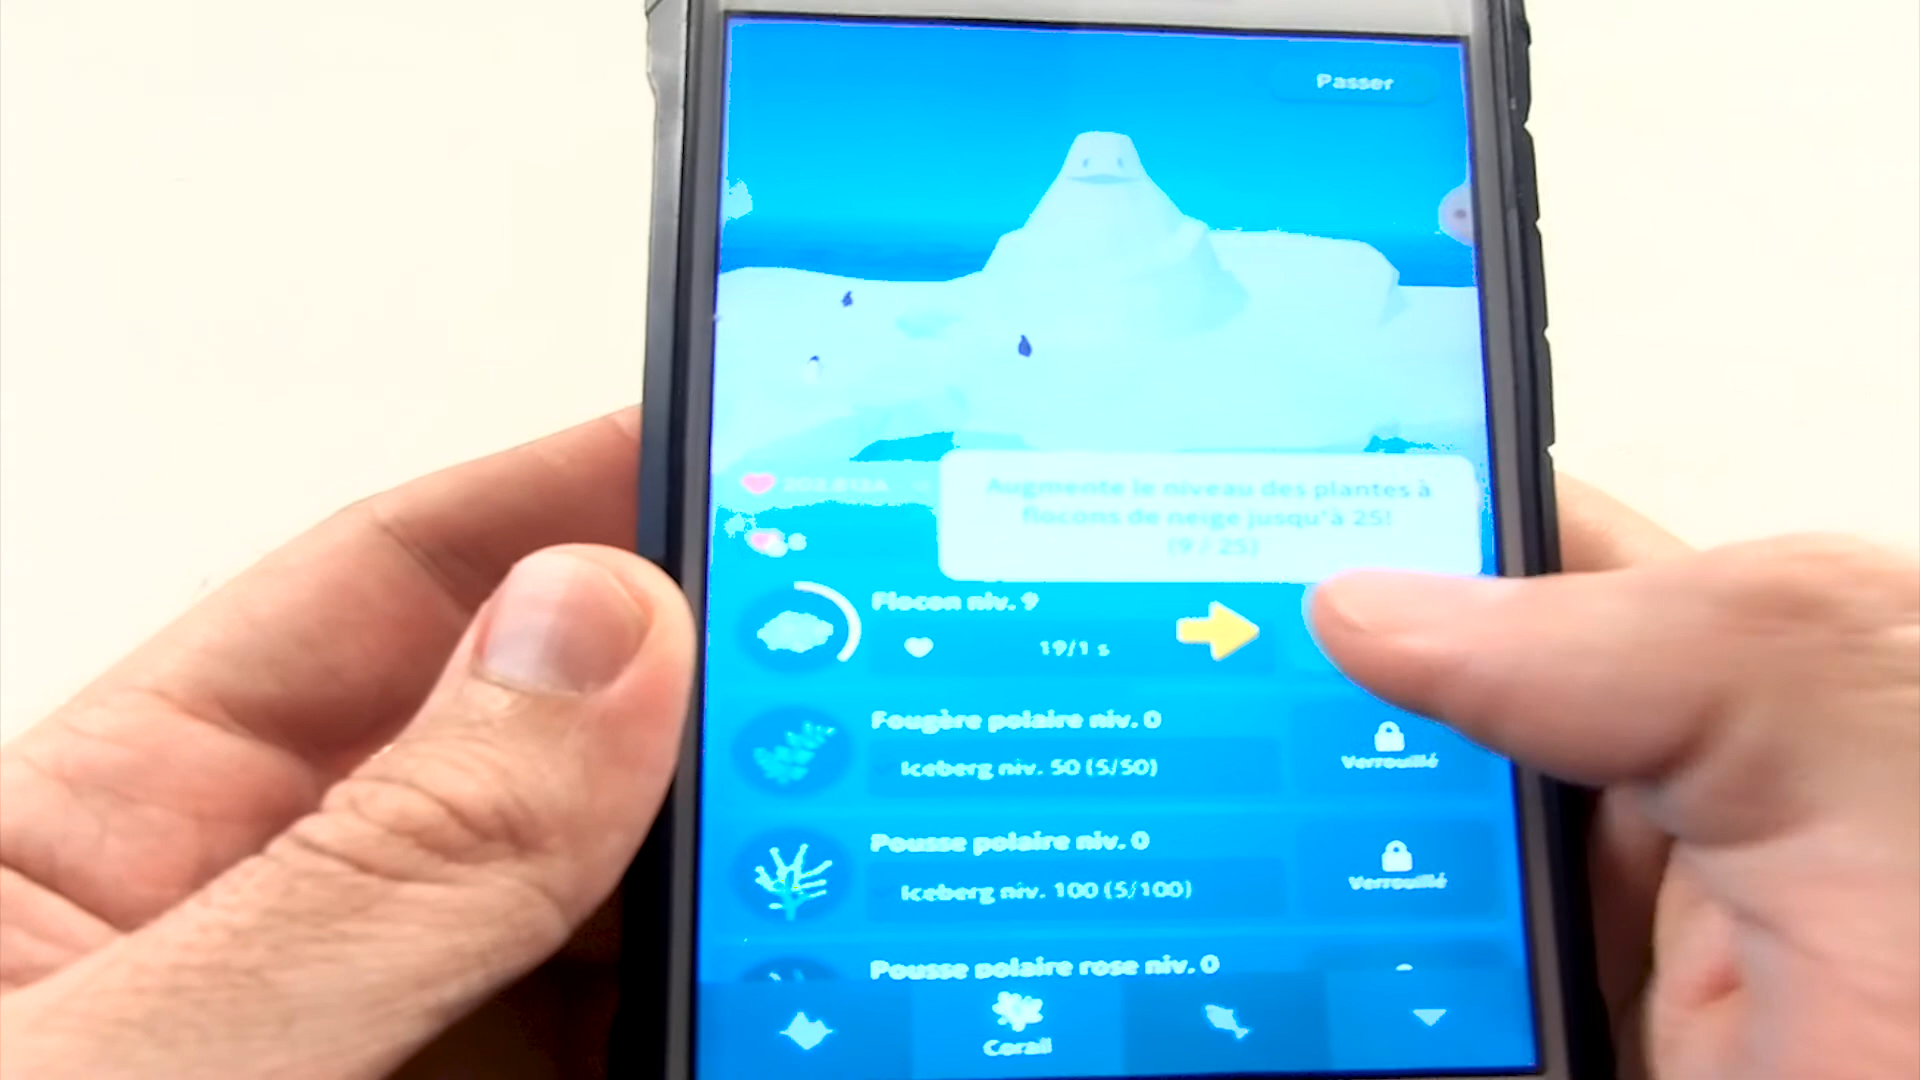 Passer
Augmente le niveau des plantes à
flocons de neige jusqu'à 25!
(9 / 25)
Flocon niv. 9
19/1 s
Fougère polaire niv. 0
Iceberg niv. 50 (5/50)
Verrouillé
Pousse polaire niv. 0
Iceberg niv. 100 (5/100)
Verrouillé
Pousse polaire rose niv. 0
Corail